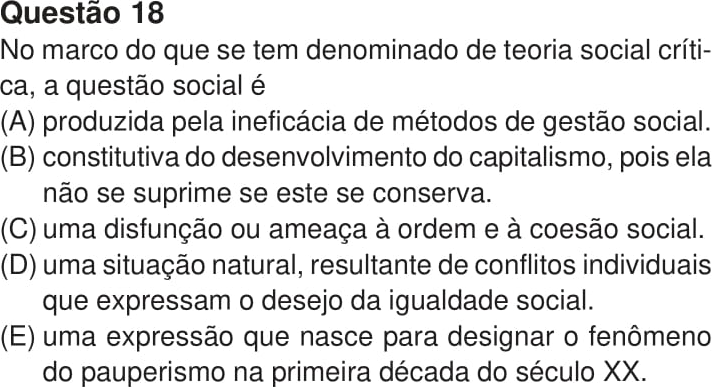 Questão 18
No marco do que se tem denominado de teoria social críti-
ca, a questão social é
(A) produzida pela ineficácia de métodos de gestão social.
(B) constitutiva do desenvolvimento do capitalismo, pois ela
não se suprime se este se conserva.
(C) uma disfunção ou ameaça à ordem e à coesão social.
(D) uma situação natural, resultante de conflitos individuais
que expressam o desejo da igualdade social.
(E) uma expressão que nasce para designar o fenômeno
do pauperismo na primeira década do século XX.